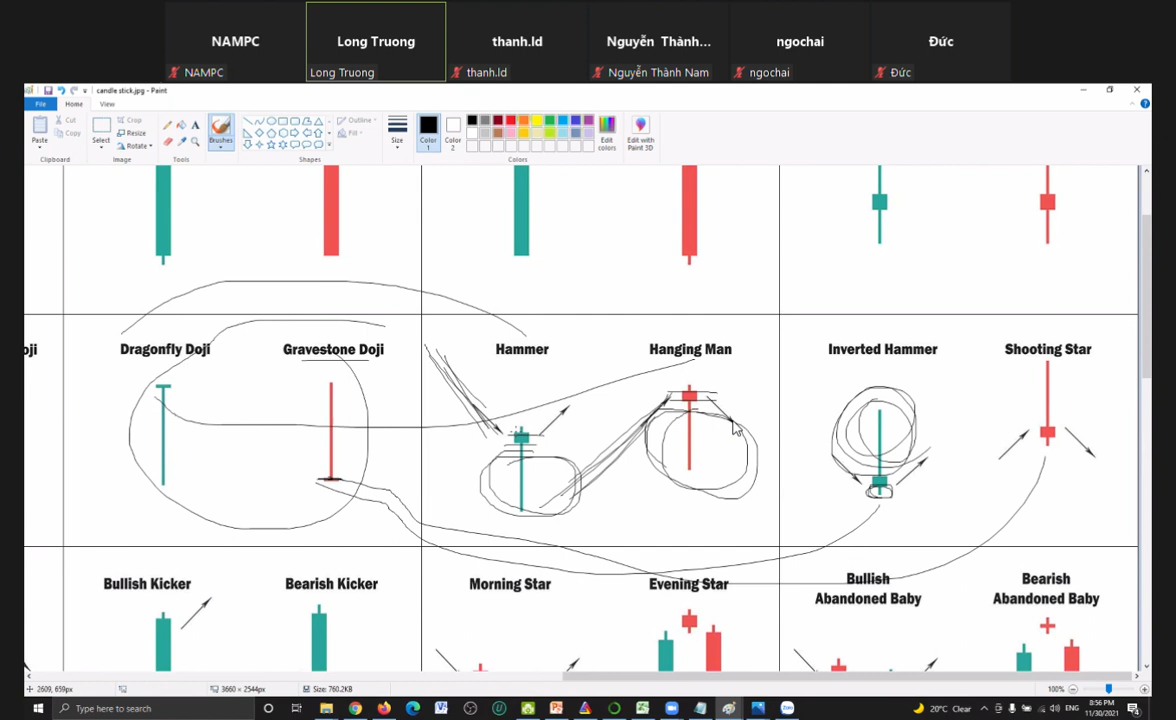 NAMPC
Long Truong
thanh.ld
Nguyễn Thành...
ngochai
Đức
NAMPC
Long Truong
thanh.ld
Nguyễn Thành Nam
ngochai
Đức
candle stick.jpg - Paint
File
Home
View
Paste
Cut
Copy
Clipboard
Select
Crop
Resize
Rotate
Image
A
Tools
Brushes
Outline
Fill
Shapes
Size
Color
1
Color
2
Edit
colors
Colors
Edit with
Paint 3D
oji
Dragonfly Doji
Gravestone Doji
Hammer
Hanging Man
Inverted Hammer
Shooting Star
Bullish Kicker
Bearish Kicker
Morning Star
Evening Star
Bullish
Abandoned Baby
Bearish
Abandoned Baby
2609, 659px
3660 × 2544px
Size: 760.2KB
100%
Type here to search
20°C Clear
ENG
8:56 PM
11/30/2021